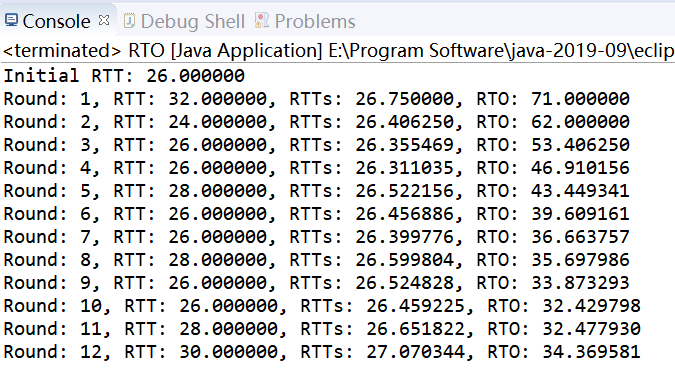 Console Debug Shell Problems
<terminated> RTO [Java Application] E:\Program Software\java-2019-09\eclip
Initial RTT: 26.000000
Round: 1, RTT: 32.000000, RTTs: 26.750000, RTO: 71.000000
Round: 2, RTT: 24.000000, RTTs: 26.406250, RTO: 62.000000
Round: 3, RTT: 26.000000, RTTs: 26.355469, RTO: 53.406250
Round: 4, RTT: 26.000000, RTTs: 26.311035, RTO: 46.910156
Round: 5, RTT: 28.000000, RTTs: 26.522156, RTO: 43.449341
Round: 6, RTT: 26.000000, RTTs: 26.456886, RTO: 39.609161
Round: 7, RTT: 26.000000, RTTs: 26.399776, RTO: 36.663757
Round: 8, RTT: 28.000000, RTTs: 26.599804, RTO: 35.697986
Round: 9, RTT: 26.000000, RTTs: 26.524828, RTO: 33.873293
Round: 10, RTT: 26.000000, RTTs: 26.459225, RTO: 32.429798
Round: 11, RTT: 28.000000, RTTs: 26.651822, RTO: 32.477930
Round: 12, RTT: 30.000000, RTTs: 27.070344, RTO: 34.369581